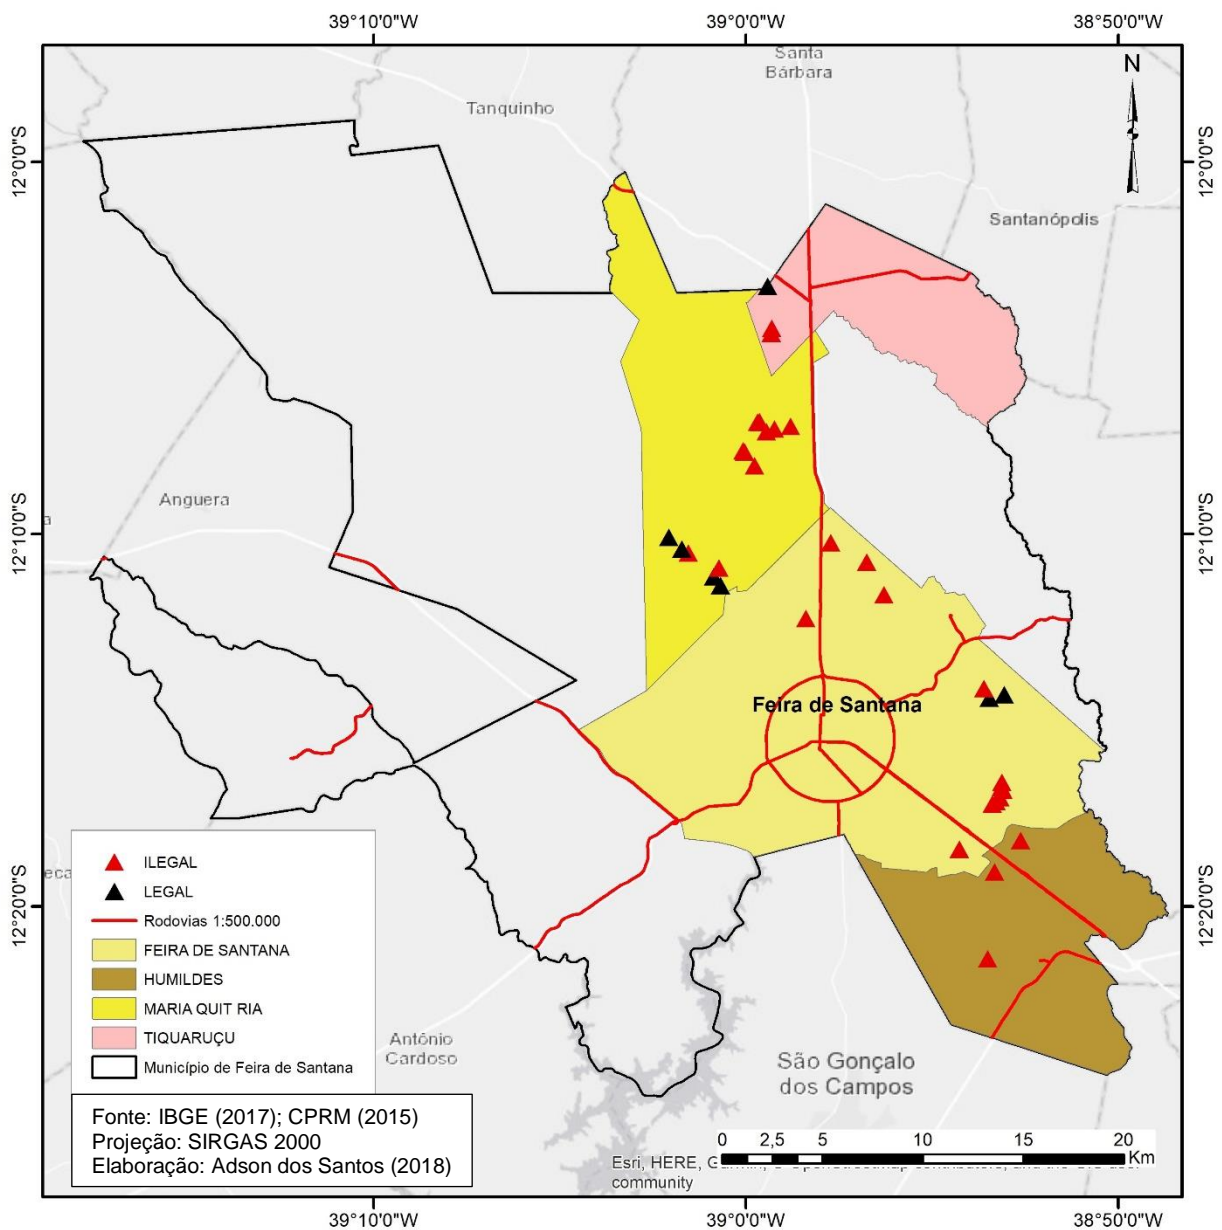 39°10'0"W
39°0'0"W
38°50'0"W
Santa
Bárbara
N
Tanquinho
12°0'0"S
12°0'0"S
Santanópolis
Anguera
a
12°10'0"S
12°10'0"S
Feira de Santana
ILEGAL
LEGAL
Rodovias 1:500.000
FEIRA DE SANTANA
HUMILDES
MARIA QUIT RIA
TIQUARUÇU
Município de Feira de Santana
eca
12°20'0"S
12°20'0"S
Antônio
Cardoso
São Gonçalo
dos Campos
Fonte: IBGE (2017); CPRM (2015)
Projeção: SIRGAS 2000
Elaboração: Adson dos Santos (2018)
0 2,5 5 10 15 20
Km
Esri, HERE,
community
39°10'0"W
39°0'0"W
38°50'0"W